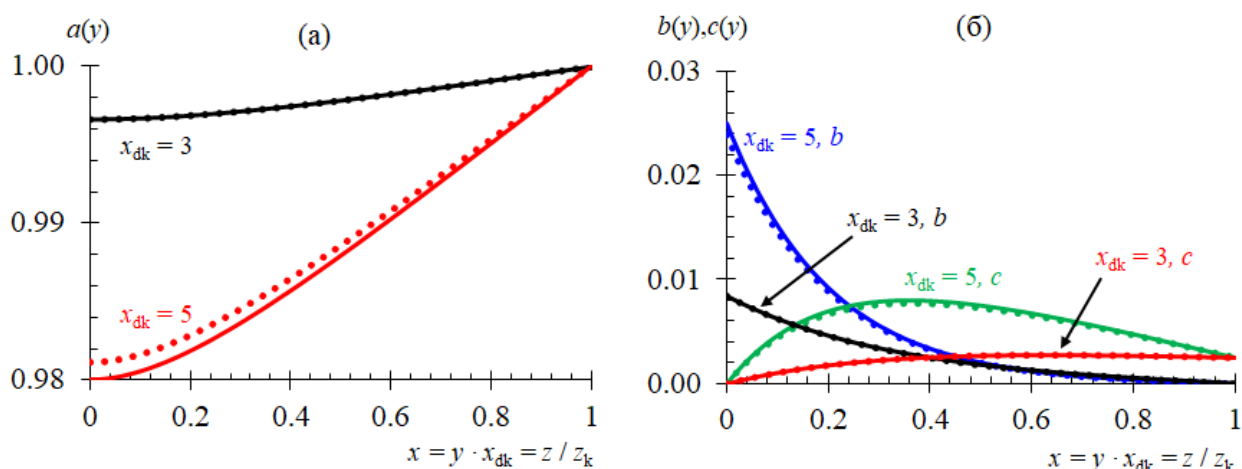 a(y)
(а)
1.00
0.99
0.98
x_dk = 3
x_dk = 5
0 0.2 0.4 0.6 0.8 1
x = y · x_dk = z / z_k
b(y),c(y)
(б)
0.03
0.02
0.01
0.00
x_dk = 5, b
x_dk = 3, b
x_dk = 5, c
x_dk = 3, c
0 0.2 0.4 0.6 0.8 1
x = y · x_dk = z / z_k